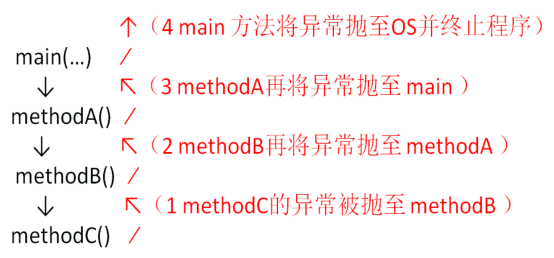 ↑（4 main 方法将异常抛至OS并终止程序）
main(…) /
↓ ↖（3 methodA再将异常抛至 main ）
methodA() /
↓ ↖（2 methodB再将异常抛至 methodA ）
methodB() /
↓ ↖（1 methodC的异常被抛至 methodB ）
methodC() /